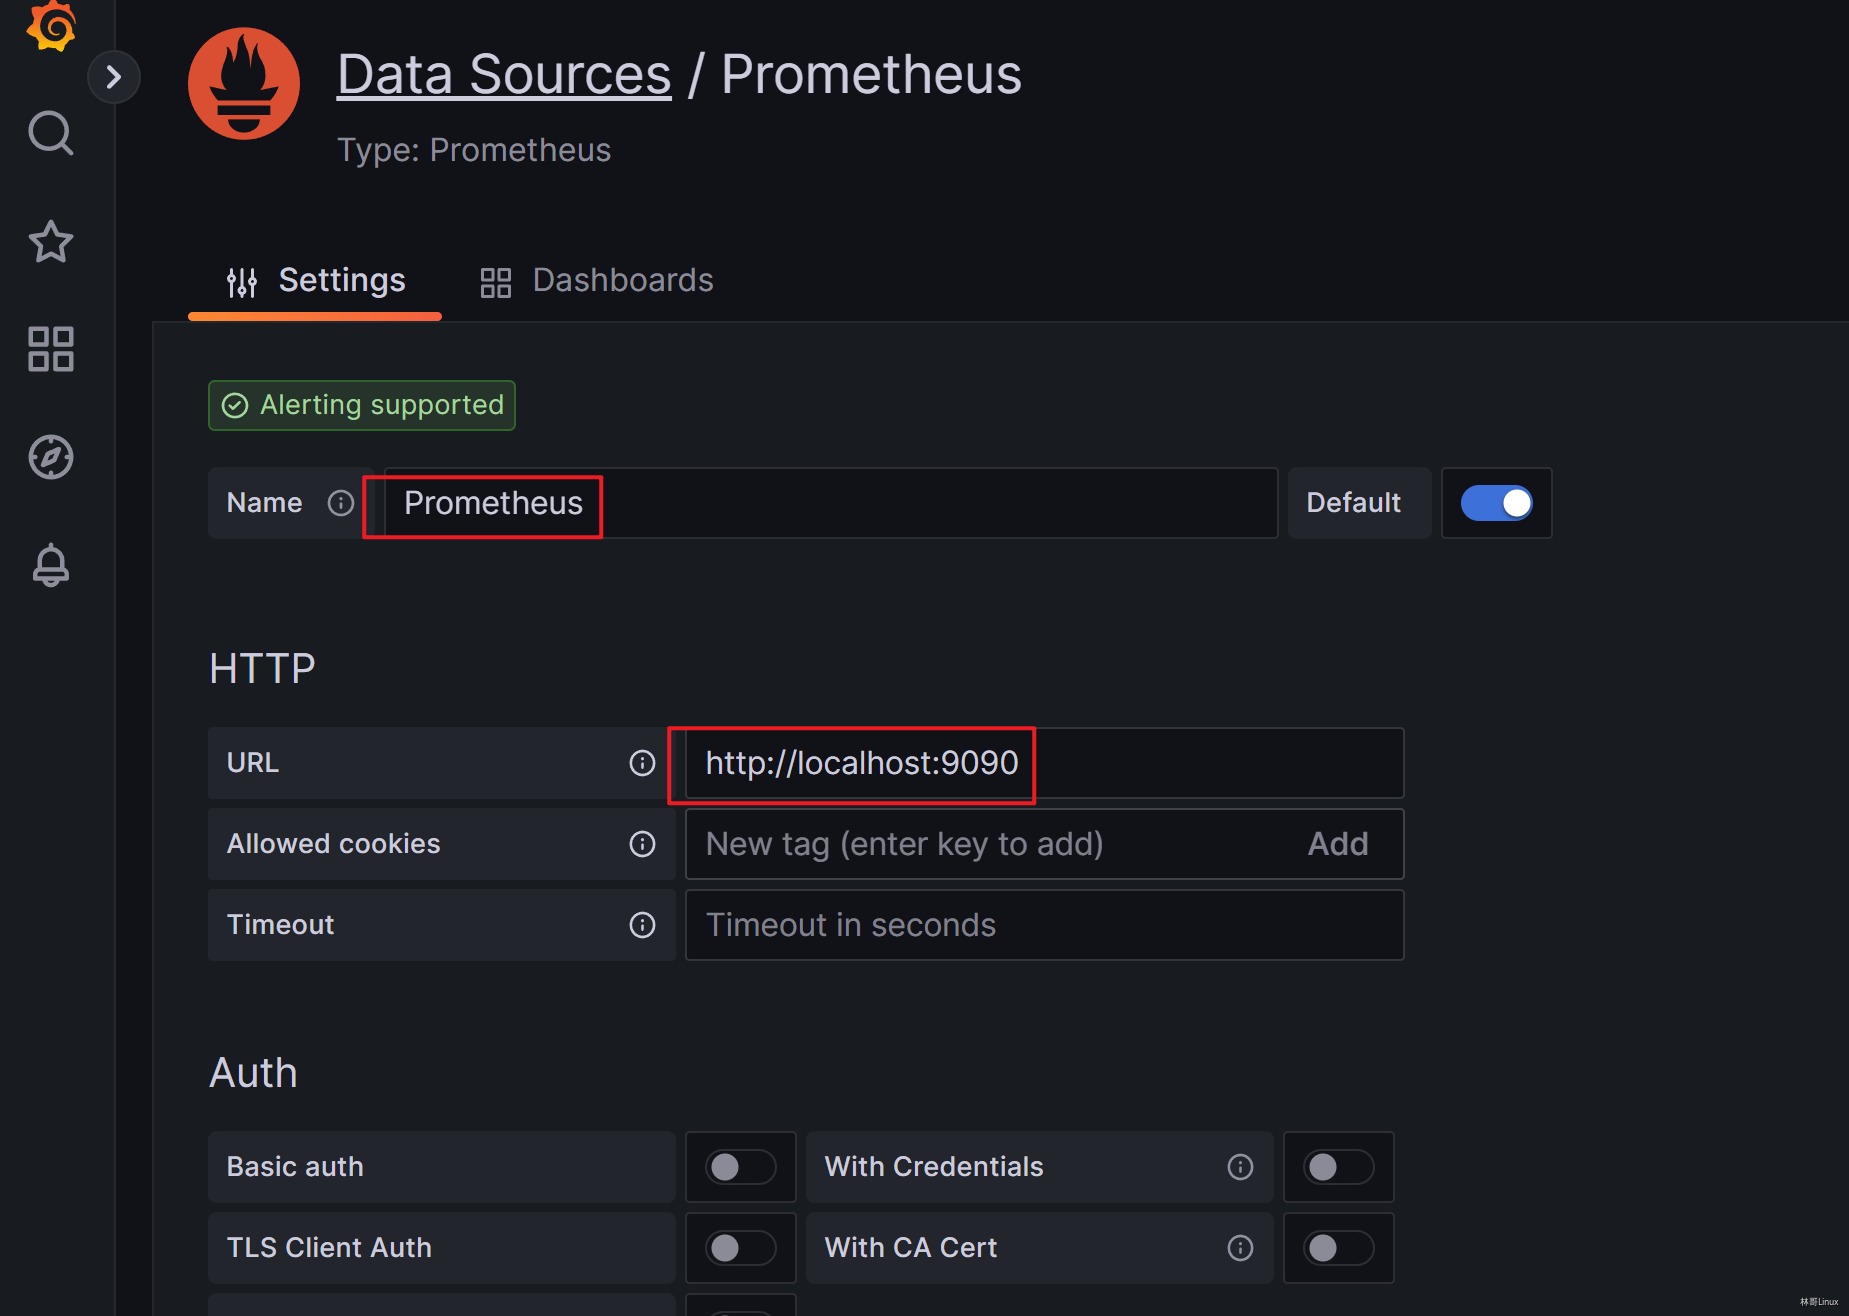 Data Sources / Prometheus
Type: Prometheus
Settings Dashboards
Alerting supported
Name Prometheus Default
HTTP
URL http://localhost:9090
Allowed cookies New tag (enter key to add) Add
Timeout Timeout in seconds
Auth
Basic auth With Credentials
TLS Client Auth With CA Cert
林哥Linux